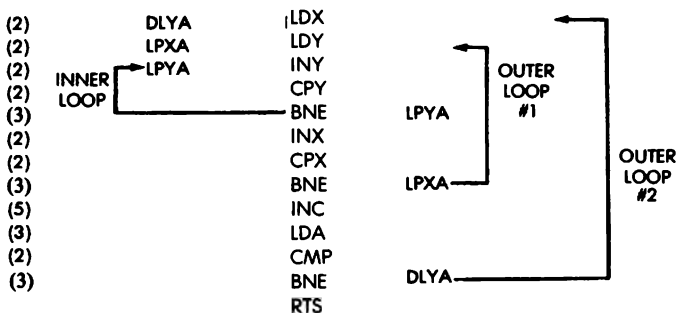 (2) DLYA LDX
(2) LPXA LDY
(2) LPYA INY
INNER LOOP
(2) CPY
(3) BNE LPYA
(2) INX
(2) CPX
(3) BNE LPXA
(5) INC
(3) LDA
(2) CMP
(3) BNE DLYA
RTS
OUTER
LOOP
#1
OUTER
LOOP
#2